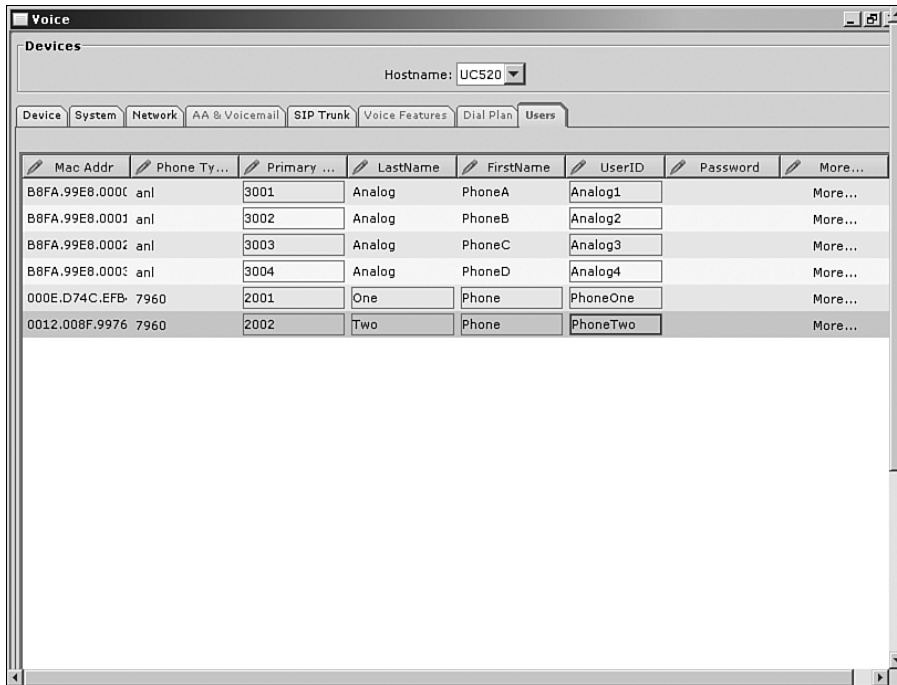 Voice
Devices
Hostname: UC520
Device System Network AA & Voicemail SIP Trunk Voice Features Dial Plan Users
Mac Addr Phone Ty... Primary ... LastName FirstName UserID Password More...
B8FA.99E8.000( anl 3001 Analog PhoneA Analog1 More...
B8FA.99E8.0001 anl 3002 Analog PhoneB Analog2 More...
B8FA.99E8.0002 anl 3003 Analog PhoneC Analog3 More...
B8FA.99E8.0003 anl 3004 Analog PhoneD Analog4 More...
000E.D74C.EFB 7960 2001 One Phone PhoneOne More...
0012.008F.9976 7960 2002 Two Phone PhoneTwo More...